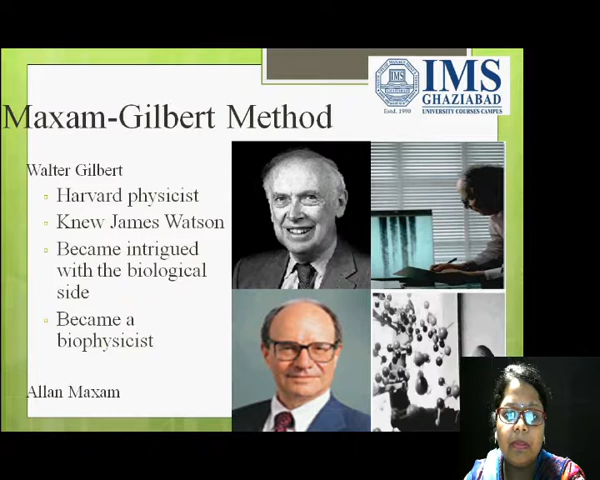 IMS
GHAZIABAD
Estd. 1990
UNIVERSITY COURSES CAMPUS
Maxam-Gilbert Method
Walter Gilbert
Harvard physicist
Knew James Watson
Became intrigued
with the biological
side
Became a
biophysicist
Allan Maxam